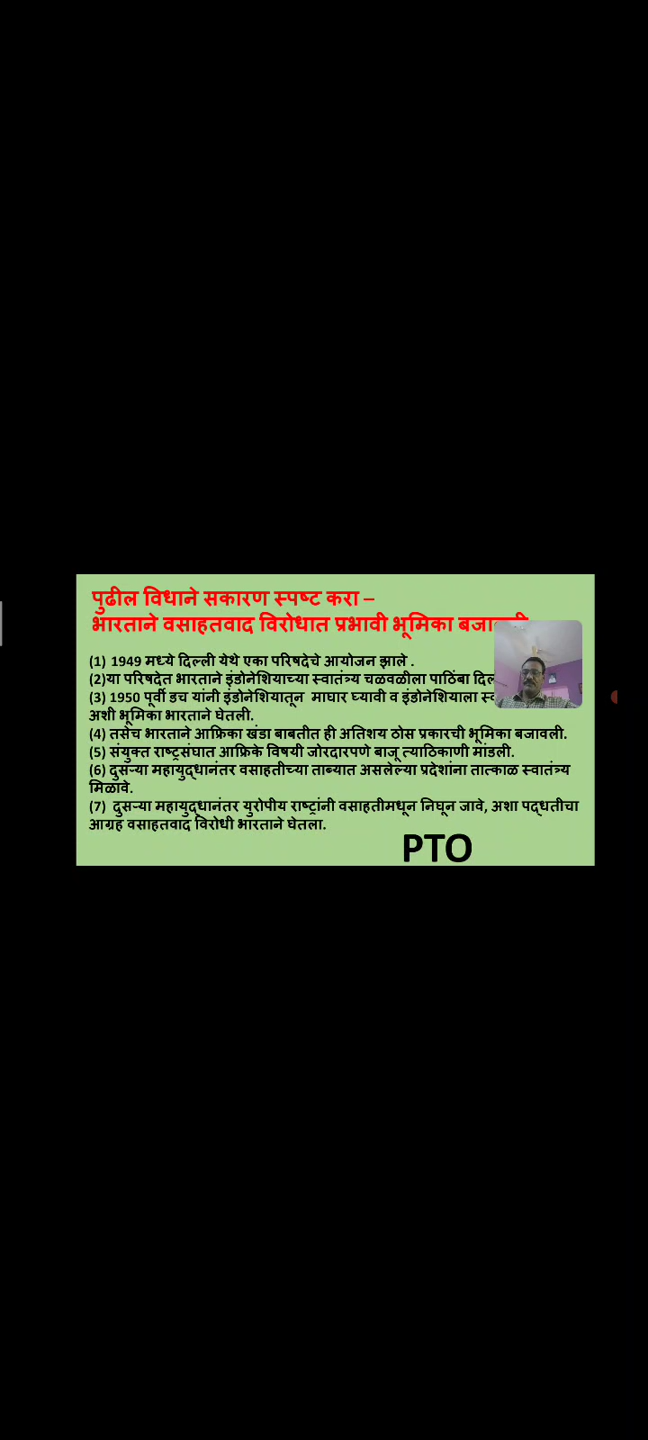 पुढील विधाने सकारण स्पष्ट करा –
भारताने वसाहतवाद विरोधात प्रभावी भूमिका
(1) 1949 मध्ये दिल्ली येथे एका परिषदेचे आयोजन झाले .
(2)या परिषदेत भारताने इंडोनेशियाच्या स्वातंत्र्य चळवळीला पाठिंबा
(3) 1950 पूर्वी डच यांनी इंडोनेशियातून माघार घ्यावी व इंडोनेशियाला
अशी भूमिका भारताने घेतली.
(4) तसेच भारताने आफ्रिका खंडा बाबतीत ही अतिशय ठोस प्रकारची भूमिका बजावली.
(5) संयुक्त राष्ट्रसंघात आफ्रिके विषयी जोरदारपणे बाजू त्याठिकाणी मांडली.
(6) दुसऱ्या महायुद्धानंतर वसाहतीच्या ताब्यात असलेल्या प्रदेशांना तात्काळ स्वातंत्र्य
मिळावे.
(7) दुसऱ्या महायुद्धानंतर युरोपीय राष्ट्रांनी वसाहतीमधून निघून जावे, अशा पद्धतीचा
आग्रह वसाहतवाद विरोधी भारताने घेतला.
PTO